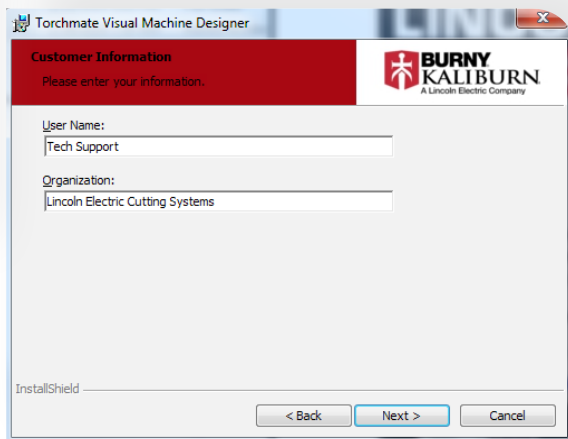 Torchmate Visual Machine Designer
Customer Information
Please enter your information.
BURNY
KALIBURN
A Lincoln Electric Company
User Name:
Tech Support
Organization:
Lincoln Electric Cutting Systems
InstallShield
< Back Next > Cancel